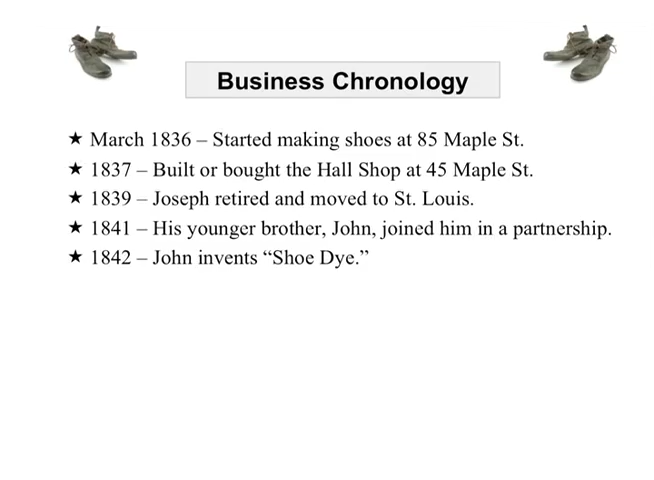 Business Chronology
★ March 1836 – Started making shoes at 85 Maple St.
★ 1837 – Built or bought the Hall Shop at 45 Maple St.
★ 1839 – Joseph retired and moved to St. Louis.
★ 1841 – His younger brother, John, joined him in a partnership.
★ 1842 – John invents “Shoe Dye.”